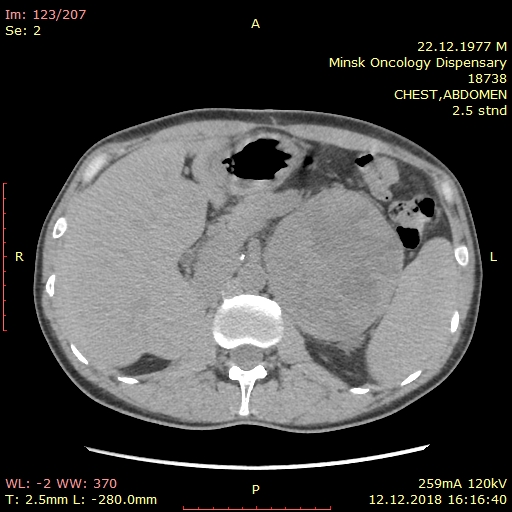 Im: 123/207
Se: 2
A
22.12.1977 M
Minsk Oncology Dispensary
18738
CHEST,ABDOMEN
2.5 stnd
R
L
WL: -2 WW: 370
T: 2.5mm L: -280.0mm
P
259mA 120kV
12.12.2018 16:16:40